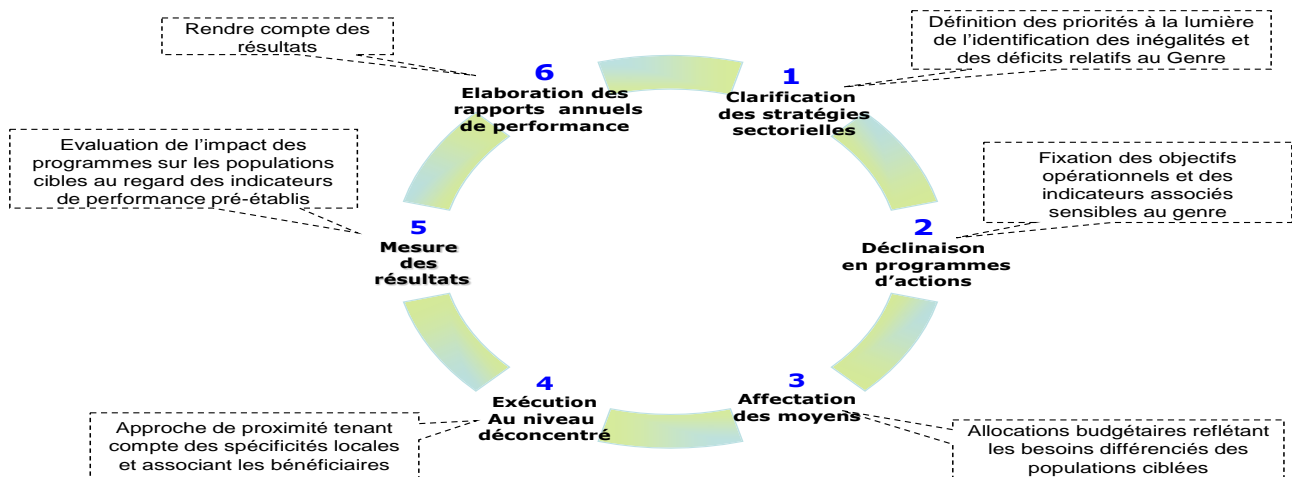 Rendre compte des
résultats
Définition des priorités à la lumière
de l'identification des inégalités et
des déficits relatifs au Genre
6
Elaboration des
rapports annuels
de performance
1
Clarification
des stratégies
sectorielles
Evaluation de l'impact des
programmes sur les populations
cibles au regard des indicateurs
de performance pré-établis
Fixation des objectifs
opérationnels et des
indicateurs associés
sensibles au genre
5
Mesure
des
résultats
2
Déclinaison
en programmes
d'actions
4
Exécution
Au niveau
déconcentré
3
Affectation
des moyens
Approche de proximité tenant
compte des spécificités locales
et associant les bénéficiaires
Allocations budgétaires reflétant
les besoins différenciés des
populations ciblées